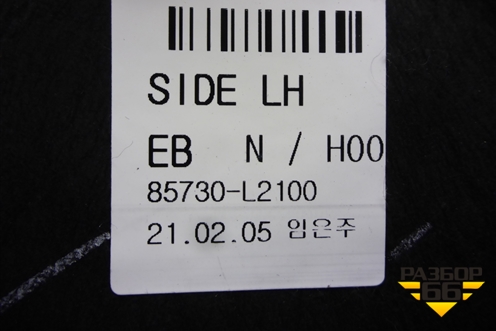 SIDE LH
EB N / H00
85730-L2100
21.02.05 임은주
РАЗБОР
66